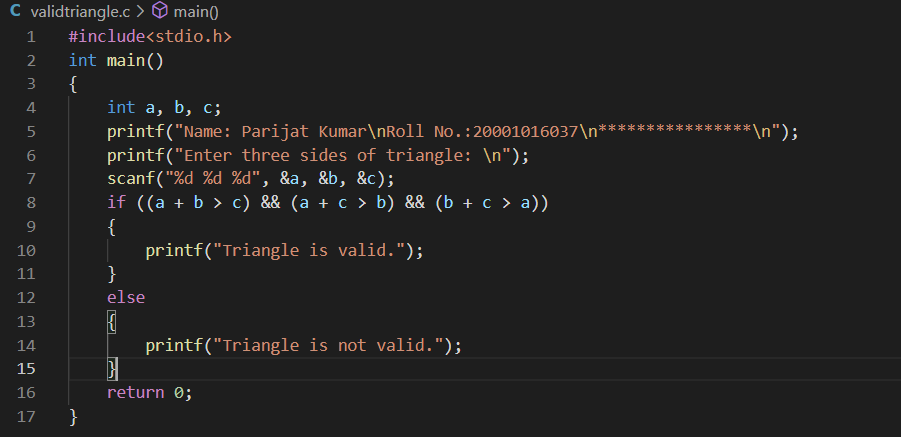 C validtriangle.c > main()
1 #include<stdio.h>
2 int main()
3 {
4     int a, b, c;
5     printf("Name: Parijat Kumar\nRoll No.:20001016037\n****************\n");
6     printf("Enter three sides of triangle: \n");
7     scanf("%d %d %d", &a, &b, &c);
8     if ((a + b > c) && (a + c > b) && (b + c > a))
9     {
10         printf("Triangle is valid.");
11     }
12     else
13     {
14         printf("Triangle is not valid.");
15     }
16     return 0;
17 }